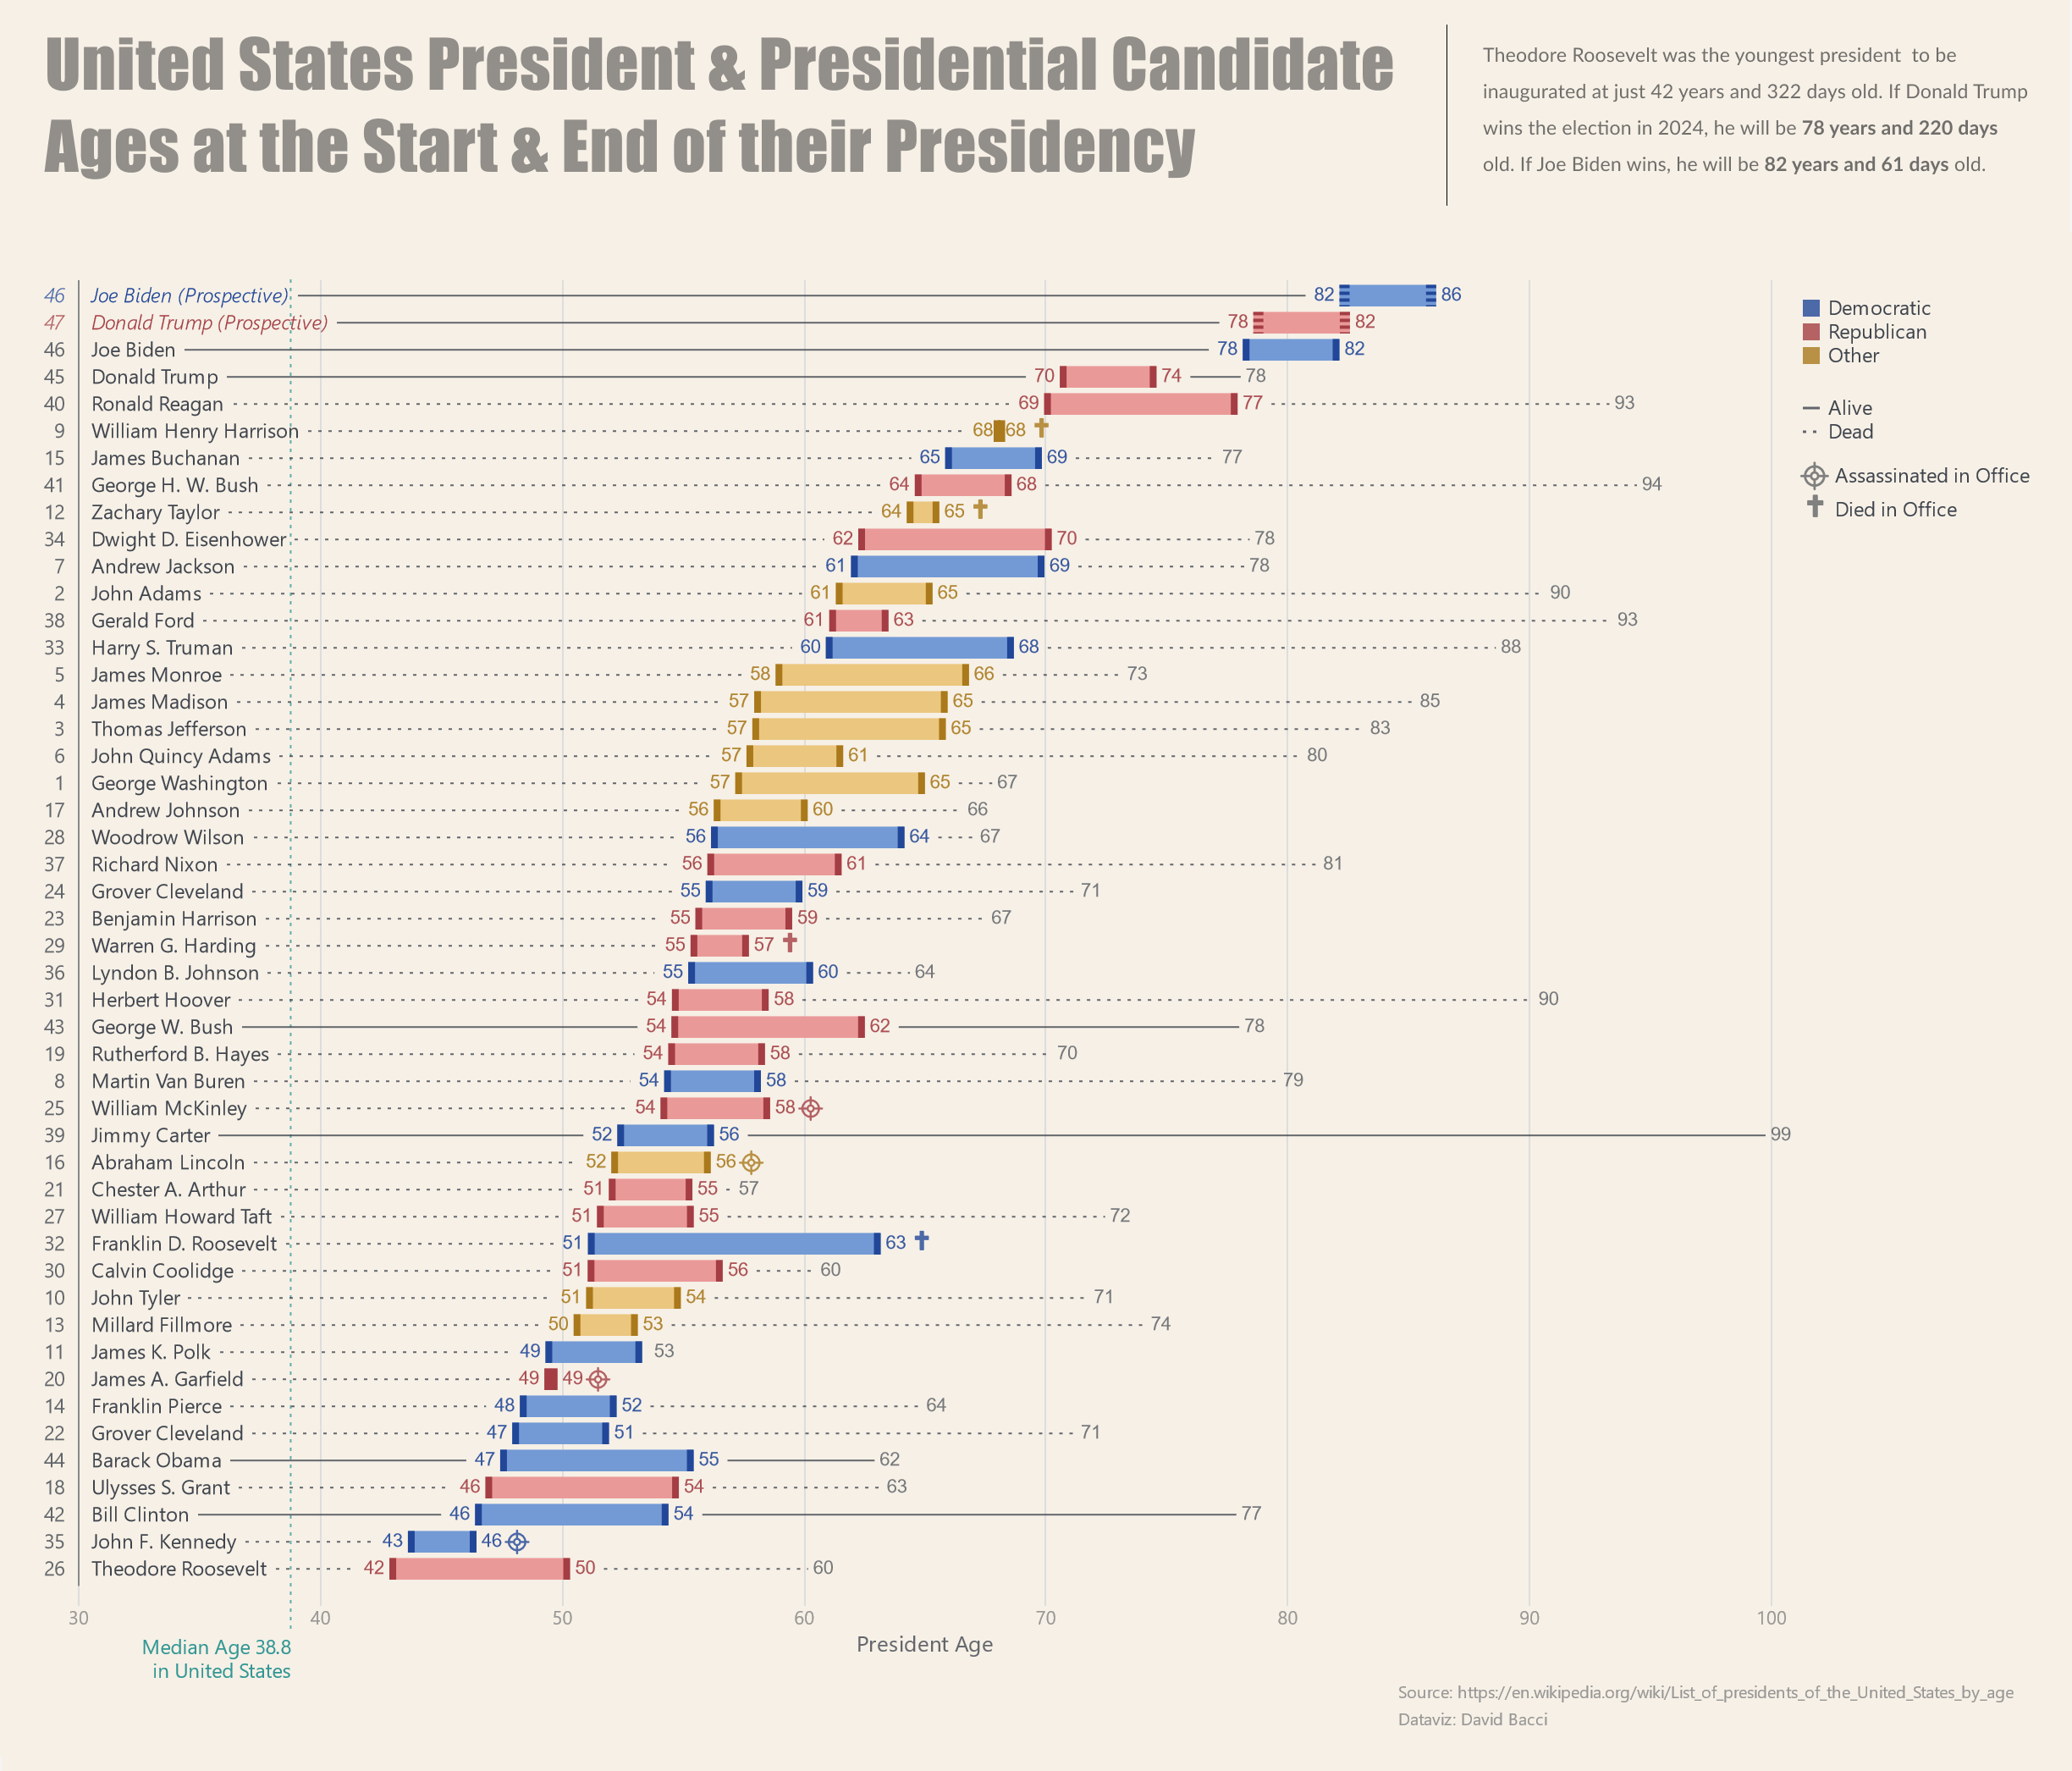 United States President & Presidential Candidate
Ages at the Start & End of their Presidency
Theodore Roosevelt was the youngest president  to be
inaugurated at just 42 years and 322 days old. If Donald Trump
wins the election in 2024, he will be 78 years and 220 days
old. If Joe Biden wins, he will be 82 years and 61 days old.
46 Joe Biden (Prospective) 82 86
47 Donald Trump (Prospective) 78 82
46 Joe Biden 78 82
45 Donald Trump 70 74 78
40 Ronald Reagan 69 77 93
9 William Henry Harrison 68 68
15 James Buchanan 65 69 77
41 George H. W. Bush 64 68 94
12 Zachary Taylor 64 65
34 Dwight D. Eisenhower 62 70 78
7 Andrew Jackson 61 69 78
2 John Adams 61 65 90
38 Gerald Ford 61 63 93
33 Harry S. Truman 60 68 88
5 James Monroe 58 66 73
4 James Madison 57 65 85
3 Thomas Jefferson 57 65 83
6 John Quincy Adams 57 61 80
1 George Washington 57 65 67
17 Andrew Johnson 56 60 66
28 Woodrow Wilson 56 64 67
37 Richard Nixon 56 61 81
24 Grover Cleveland 55 59 71
23 Benjamin Harrison 55 59 67
29 Warren G. Harding 55 57
36 Lyndon B. Johnson 55 60 64
31 Herbert Hoover 54 58 90
43 George W. Bush 54 62 78
19 Rutherford B. Hayes 54 58 70
8 Martin Van Buren 54 58 79
25 William McKinley 54 58
39 Jimmy Carter 52 56 99
16 Abraham Lincoln 52 56
21 Chester A. Arthur 51 55 57
27 William Howard Taft 51 55 72
32 Franklin D. Roosevelt 51 63
30 Calvin Coolidge 51 56 60
10 John Tyler 51 54 71
13 Millard Fillmore 50 53 74
11 James K. Polk 49 53
20 James A. Garfield 49 49
14 Franklin Pierce 48 52 64
22 Grover Cleveland 47 51 71
44 Barack Obama 47 55 62
18 Ulysses S. Grant 46 54 63
42 Bill Clinton 46 54 77
35 John F. Kennedy 43 46
26 Theodore Roosevelt 42 50 60
30 40 50 60 70 80 90 100
President Age
Median Age 38.8
in United States
Democratic
Republican
Other
Alive
Dead
Assassinated in Office
Died in Office
Source: https://en.wikipedia.org/wiki/List_of_presidents_of_the_United_States_by_age
Dataviz: David Bacci